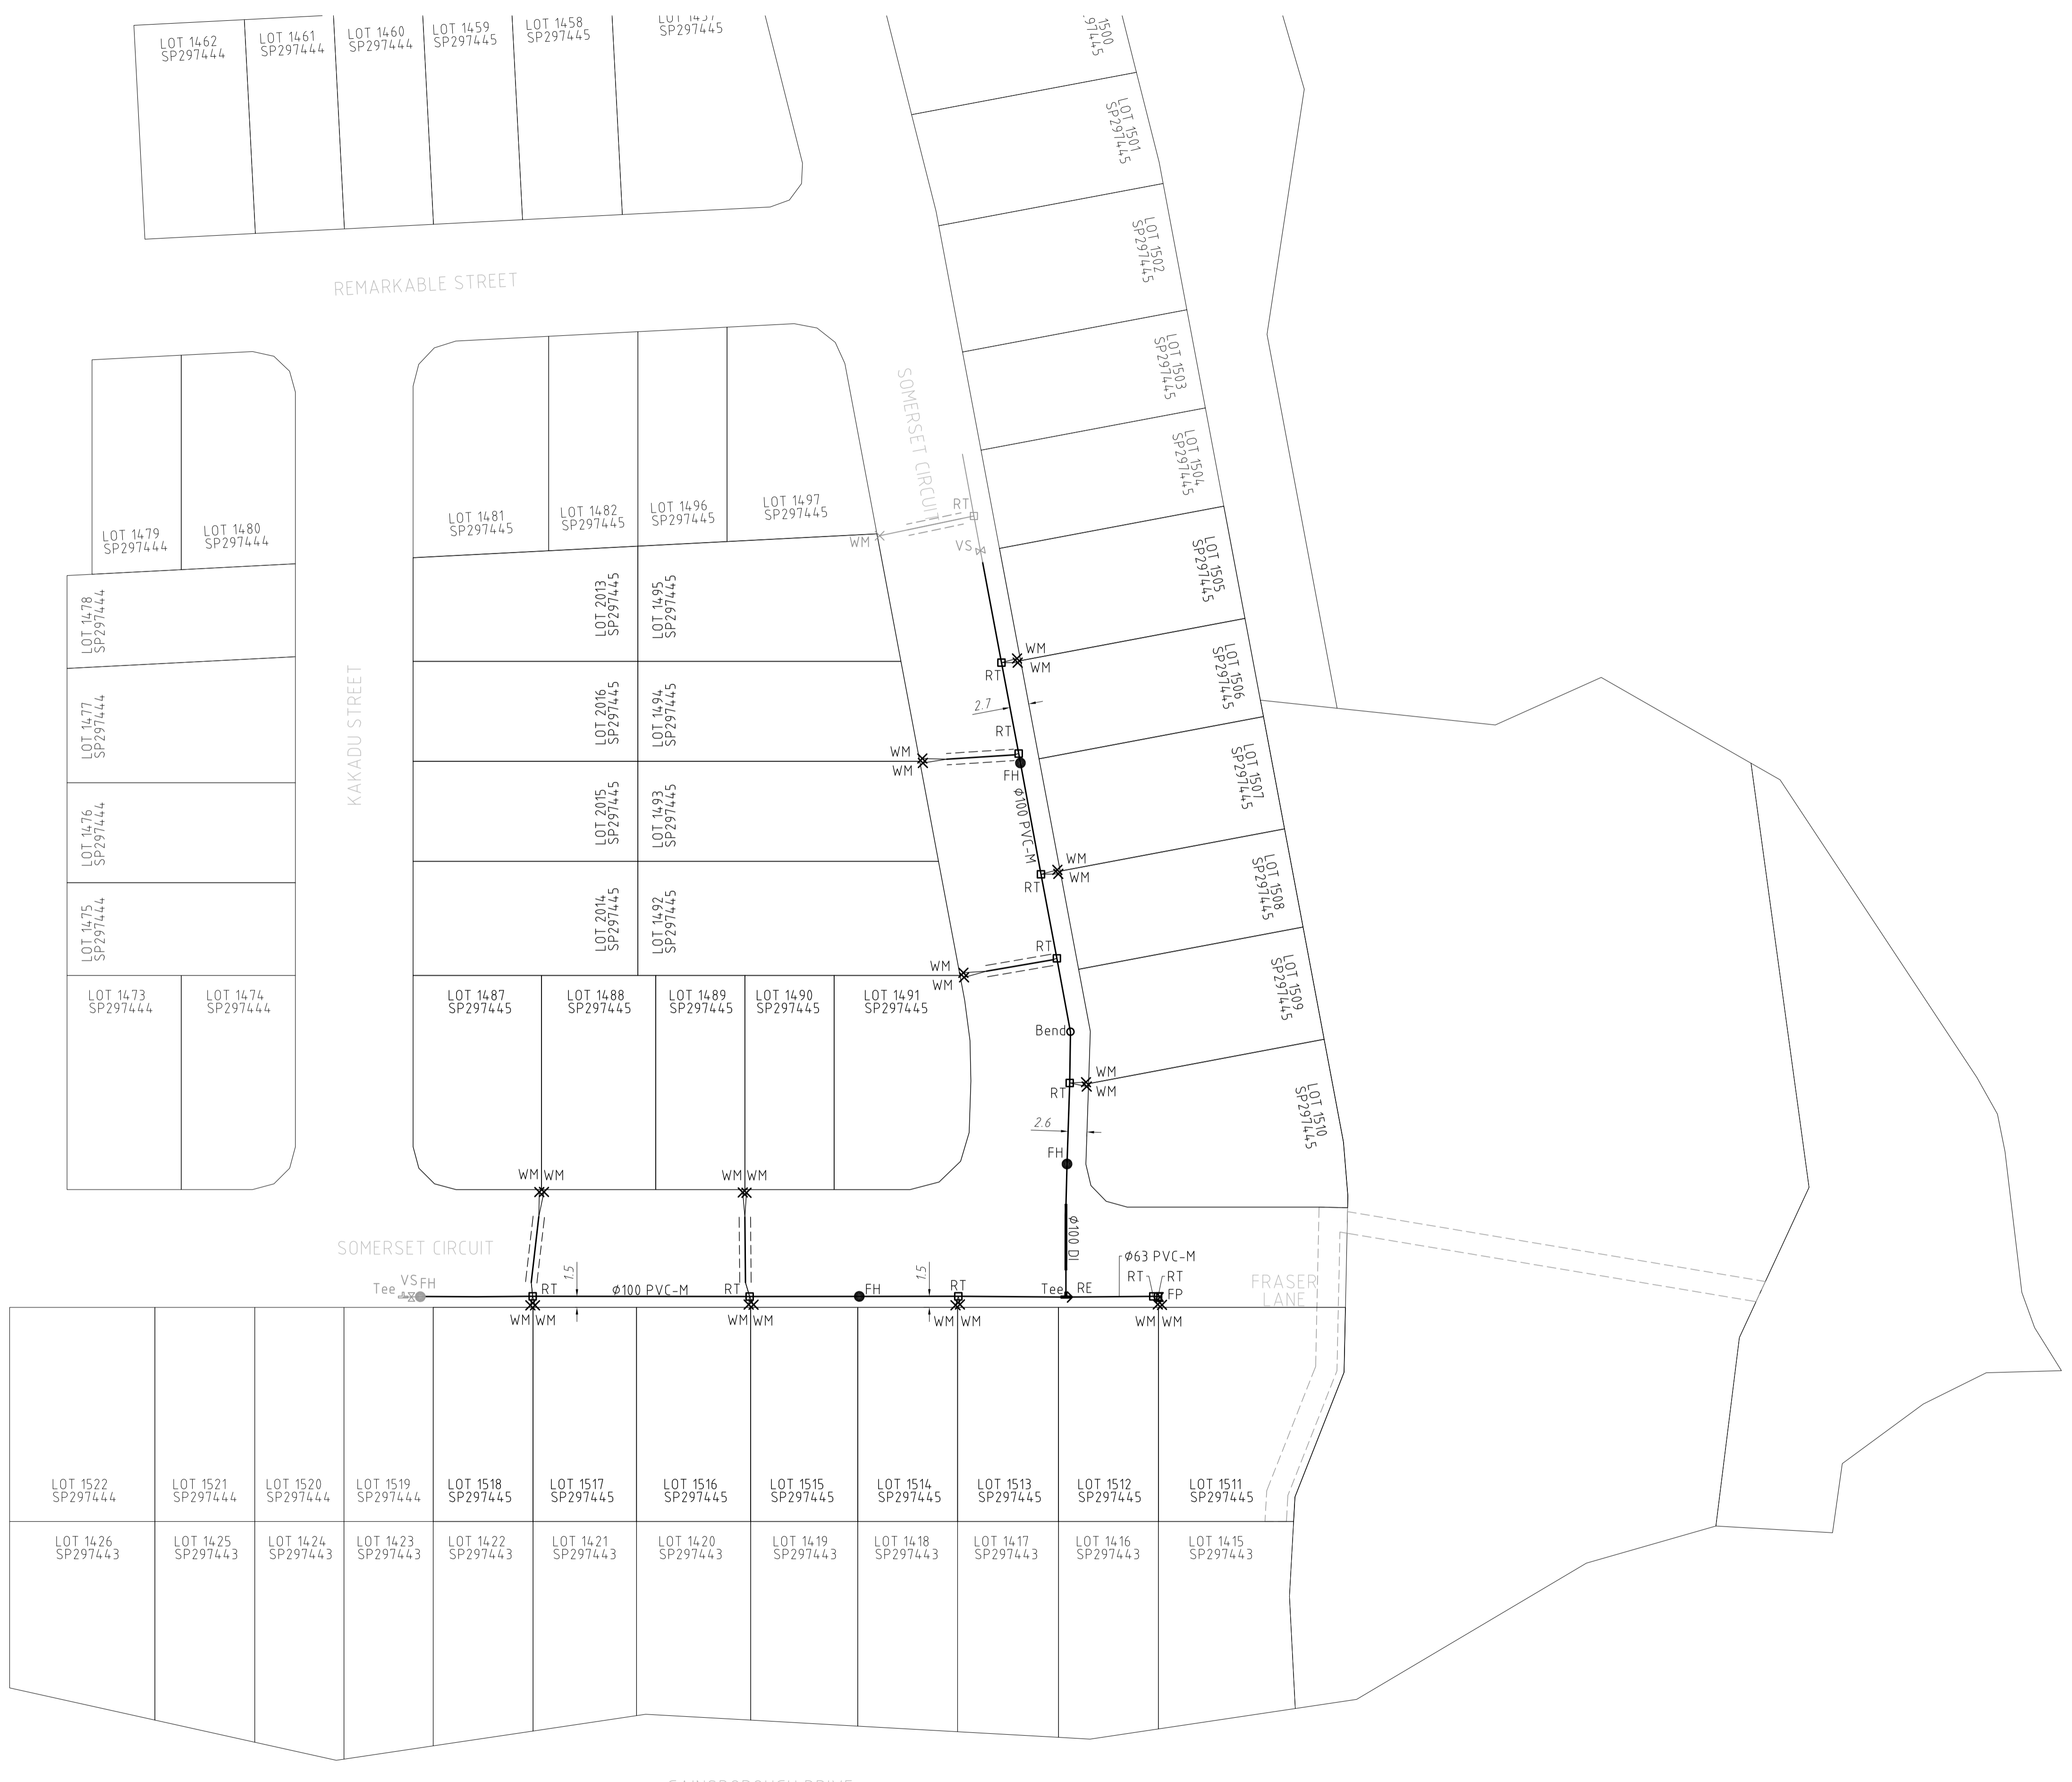 LOT 1462
SP297444
LOT 1461
SP297444
LOT 1460
SP297444
LOT 1459
SP297445
LOT 1458
SP297445
LOT 1457
SP297445
1500
97445
LOT 1501
SP297445
LOT 1502
SP297445
LOT 1503
SP297445
LOT 1504
SP297445
LOT 1505
SP297445
LOT 1506
SP297445
LOT 1507
SP297445
LOT 1508
SP297445
LOT 1509
SP297445
LOT 1510
SP297445
REMARKABLE STREET
SOMERSET CIRCUIT
KAKADU STREET
LOT 1479
SP297444
LOT 1480
SP297444
LOT 1481
SP297445
LOT 1482
SP297445
LOT 1496
SP297445
LOT 1497
SP297445
LOT 1478
SP297444
LOT 1477
SP297444
LOT 1476
SP297444
LOT 1475
SP297444
LOT 2013
SP297445
LOT 1495
SP297445
LOT 2016
SP297445
LOT 1494
SP297445
LOT 2015
SP297445
LOT 1493
SP297445
LOT 2014
SP297445
LOT 1492
SP297445
RT
WM
VS
WM
WM
RT
2.7
RT
WM
WM
FH
Ø100 PVC-M
WM
WM
RT
RT
WM
WM
Bend
WM
WM
RT
2.6
FH
Ø100 DI
LOT 1473
SP297444
LOT 1474
SP297444
LOT 1487
SP297445
LOT 1488
SP297445
LOT 1489
SP297445
LOT 1490
SP297445
LOT 1491
SP297445
WM WM
WM WM
SOMERSET CIRCUIT
Tee
VS
FH
RT
1.5
Ø100 PVC-M
RT
FH
1.5
RT
Tee
RE
Ø63 PVC-M
RT
RT
FP
WM WM
WM WM
WM WM
WM WM
FRASER
LANE
LOT 1522
SP297444
LOT 1521
SP297444
LOT 1520
SP297444
LOT 1519
SP297444
LOT 1518
SP297445
LOT 1517
SP297445
LOT 1516
SP297445
LOT 1515
SP297445
LOT 1514
SP297445
LOT 1513
SP297445
LOT 1512
SP297445
LOT 1511
SP297445
LOT 1426
SP297443
LOT 1425
SP297443
LOT 1424
SP297443
LOT 1423
SP297443
LOT 1422
SP297443
LOT 1421
SP297443
LOT 1420
SP297443
LOT 1419
SP297443
LOT 1418
SP297443
LOT 1417
SP297443
LOT 1416
SP297443
LOT 1415
SP297443